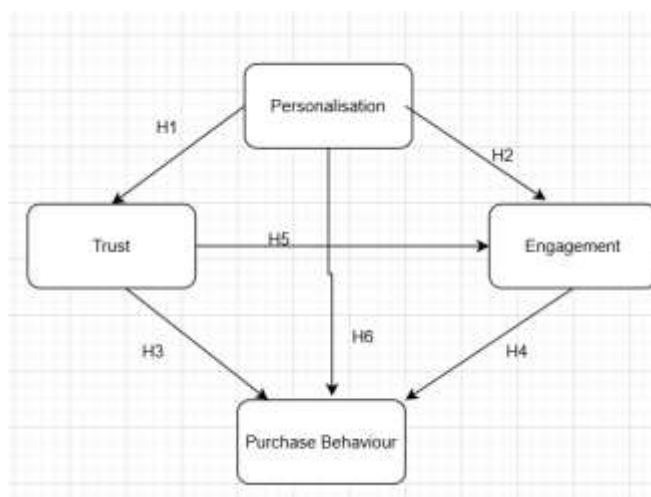 Personalisation
H1
H2
Trust
H5
Engagement
H3
H6
H4
Purchase Behaviour